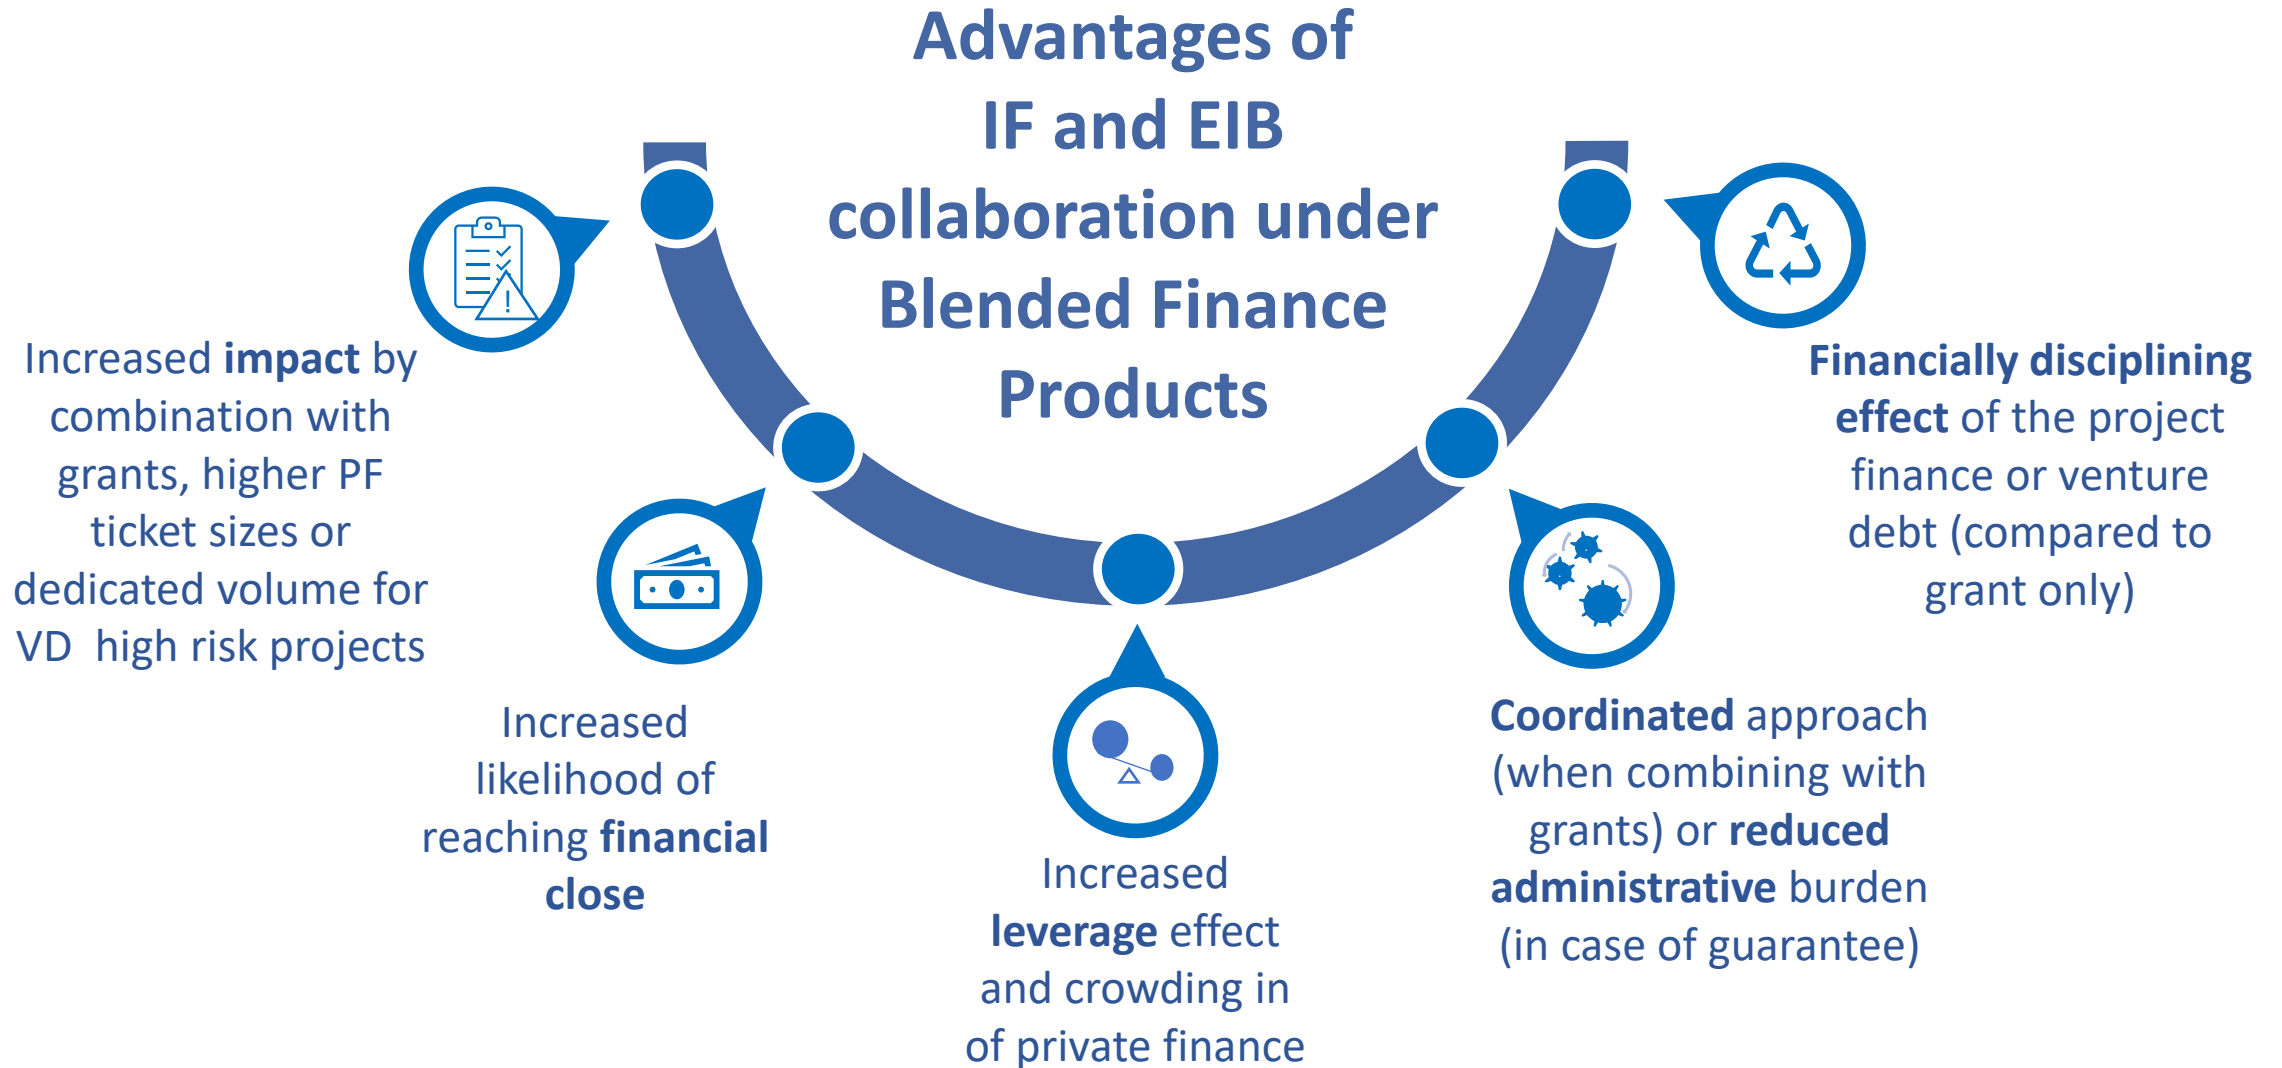 Advantages of
IF and EIB
collaboration under
Blended Finance
Products
Increased impact by
combination with
grants, higher PF
ticket sizes or
dedicated volume for
VD  high risk projects
Increased
likelihood of
reaching financial
close
Increased
leverage effect
and crowding in
of private finance
Coordinated approach
(when combining with
grants) or reduced
administrative burden
(in case of guarantee)
Financially disciplining
effect of the project
finance or venture
debt (compared to
grant only)